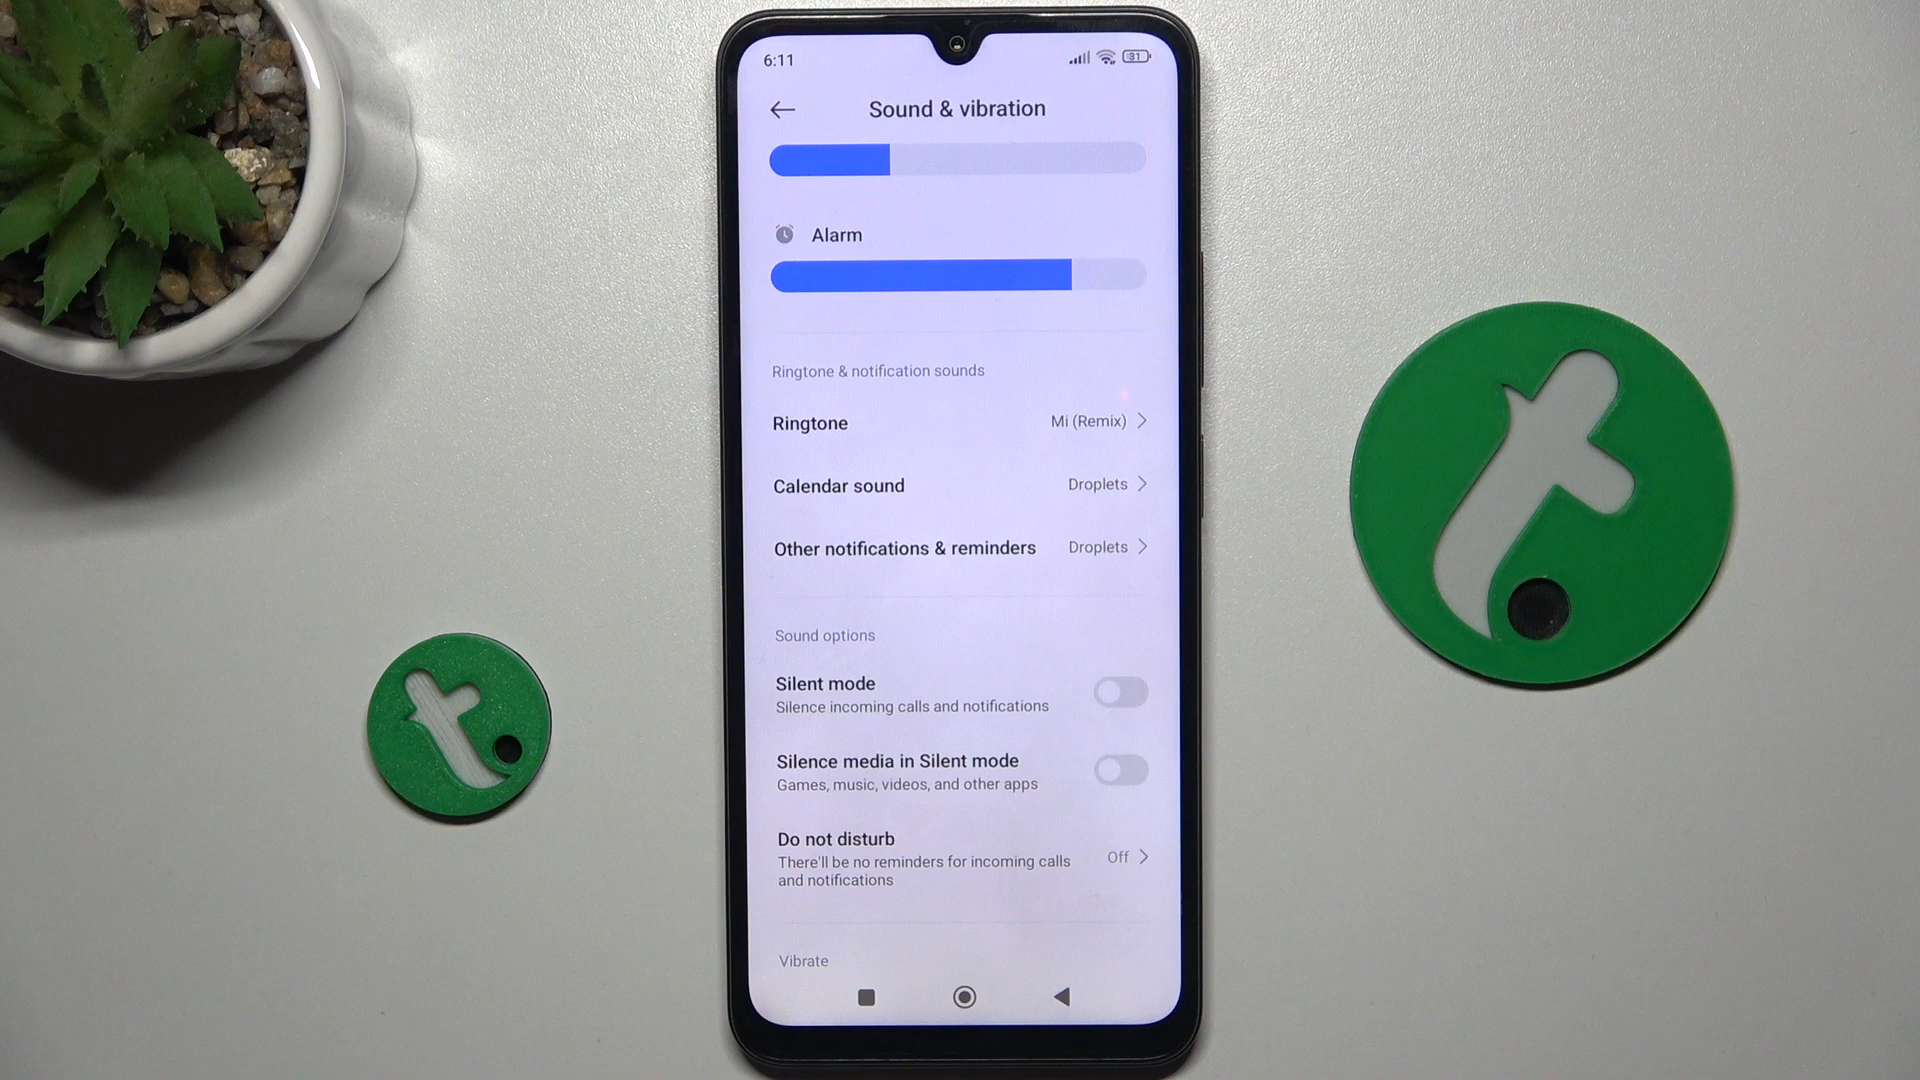 6:11
31
Sound & vibration
Alarm
Ringtone & notification sounds
Ringtone
Mi (Remix)
Calendar sound
Droplets
Other notifications & reminders
Droplets
Sound options
Silent mode
Silence incoming calls and notifications
Silence media in Silent mode
Games, music, videos, and other apps
Do not disturb
There'll be no reminders for incoming calls
and notifications
Off
Vibrate